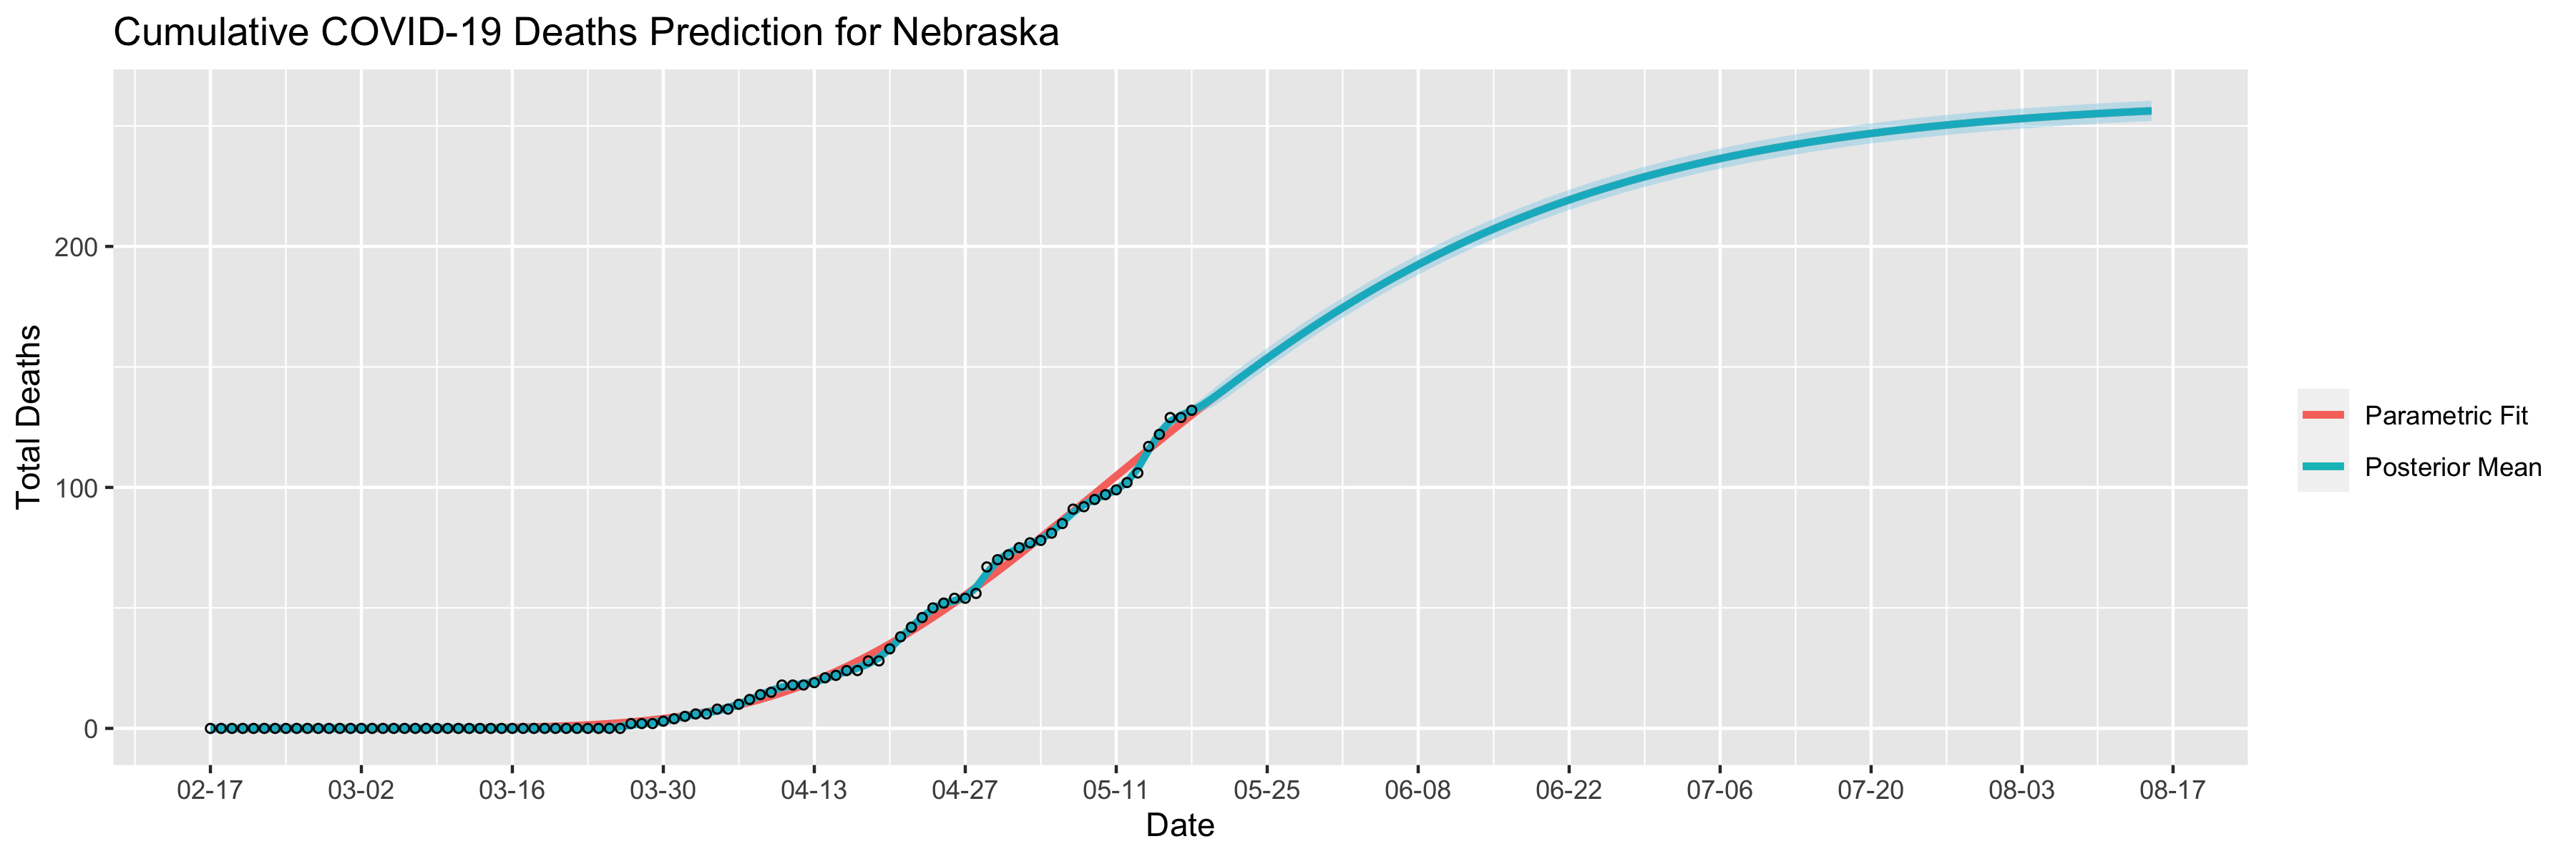 Cumulative COVID-19 Deaths Prediction for Nebraska
Total Deaths
200
100
0
02-17 03-02 03-16 03-30 04-13 04-27 05-11 05-25 06-08 06-22 07-06 07-20 08-03 08-17
Date
Parametric Fit
Posterior Mean